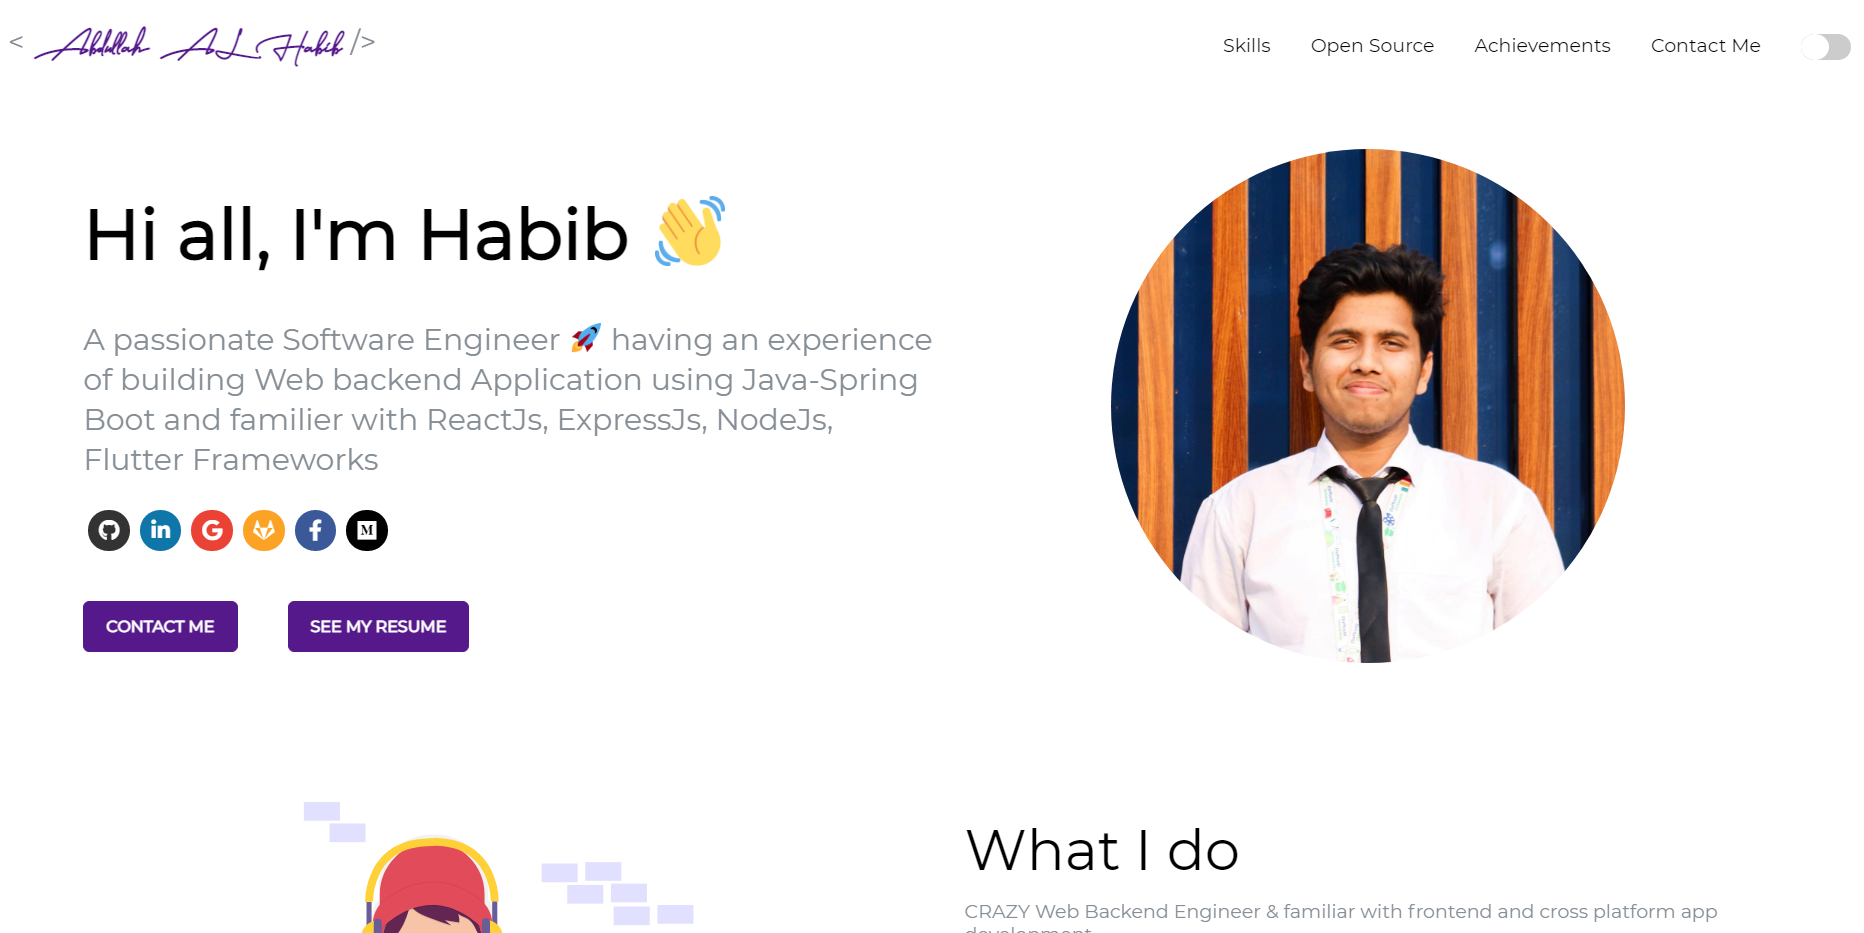 < Abdullah AL Habib />
Skills Open Source Achievements Contact Me
Hi all, I'm Habib 👋
A passionate Software Engineer 🚀 having an experience
of building Web backend Application using Java-Spring
Boot and familier with ReactJs, ExpressJs, NodeJs,
Flutter Frameworks
CONTACT ME
SEE MY RESUME
What I do
CRAZY Web Backend Engineer & familiar with frontend and cross platform app
development